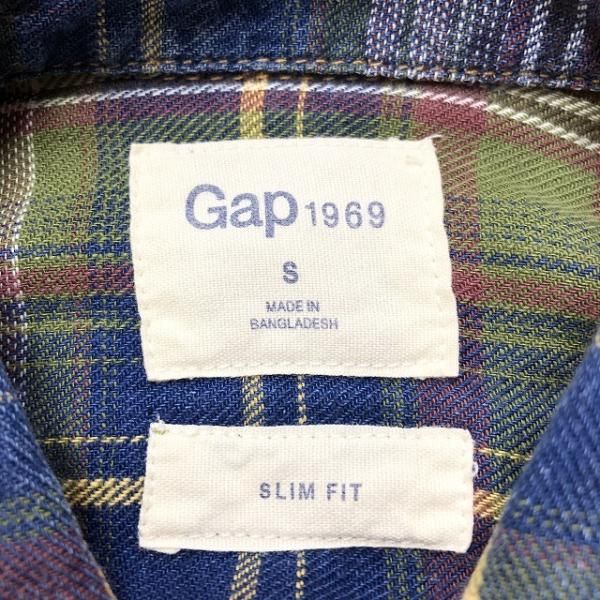 Gap 1969
S
MADE IN
BANGLADESH
SLIM FIT